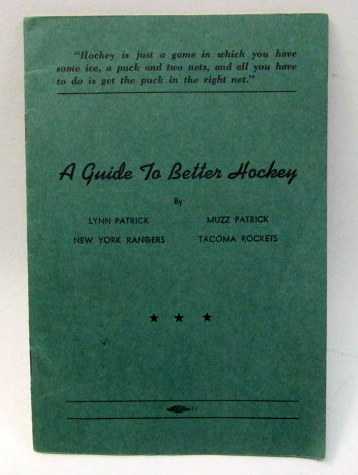 "Hockey is just a game in which you have
some ice, a puck and two nets, and all you have
to do is get the puck in the right net."
A Guide To Better Hockey
By
LYNN PATRICK MUZZ PATRICK
NEW YORK RANGERS TACOMA ROCKETS